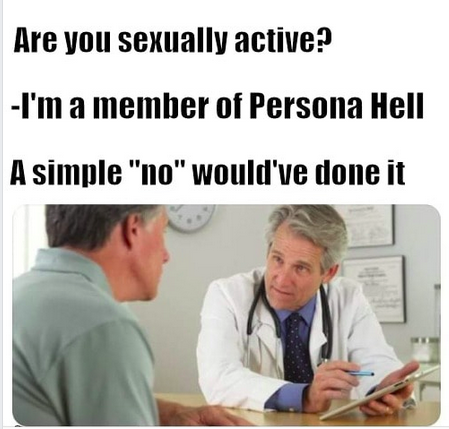 Are you sexually active?
-I'm a member of Persona Hell
A simple "no" would've done it